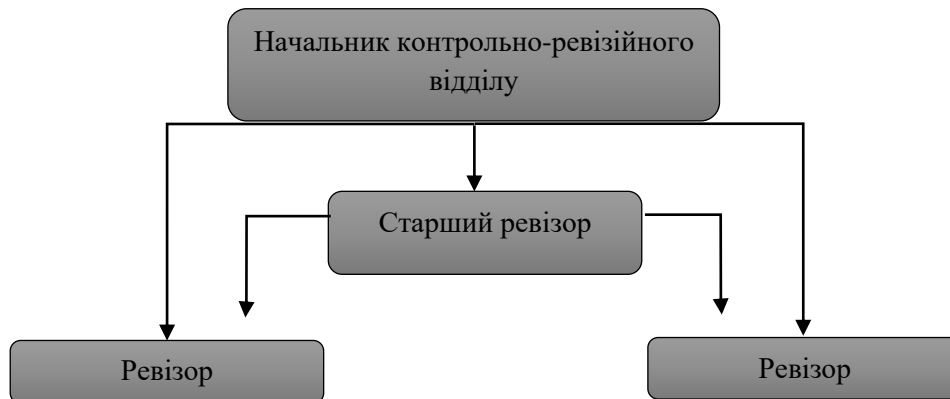 Начальник контрольно-ревізійного
відділу
Старший ревізор
Ревізор
Ревізор